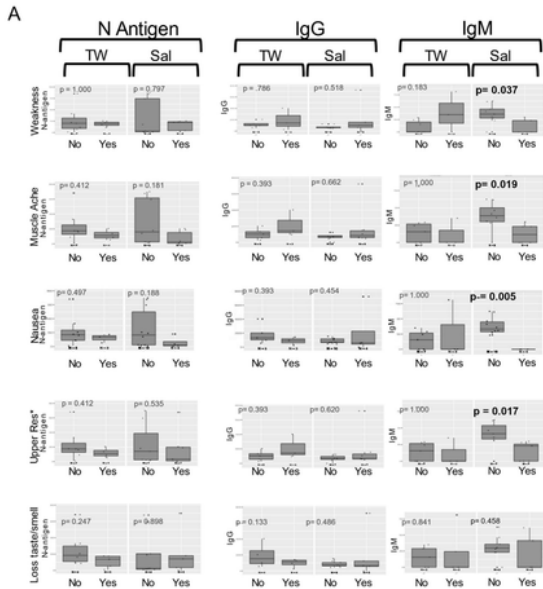 A
N Antigen IgG IgM
TW Sal TW Sal TW Sal
Weakness
N-antigen IgG IgM
p = 1.000 p = 0.797 p = .786 p = 0.518 p = 0.183 p= 0.037
No Yes No Yes No Yes No Yes No Yes No Yes
Muscle Ache
N-antigen IgG IgM
p= 0.412 p = 0.181 p = 0.393 p = 0.662 p = 1,000 p = 0.019
No Yes No Yes No Yes No Yes No Yes No Yes
Nausea
N-antigen IgG IgM
p= 0.497 p = 0.188 p = 0.393 p = 0.454 p= 1.000 p = 0.005
No Yes No Yes No Yes No Yes No Yes No Yes
Upper Res*
N-antigen IgG IgM
p = 0.412 p = 0.535 p= 0.393 p= 0.620 p = 1.000 p = 0.017
No Yes No Yes No Yes No Yes No Yes No Yes
Loss taste/smell
N-antigen IgG IgM
p= 0.247 p= 0.898 p = 0.133 p= 0.486 p= 0.841 p= 0.458
No Yes No Yes No Yes No Yes No Yes No Yes